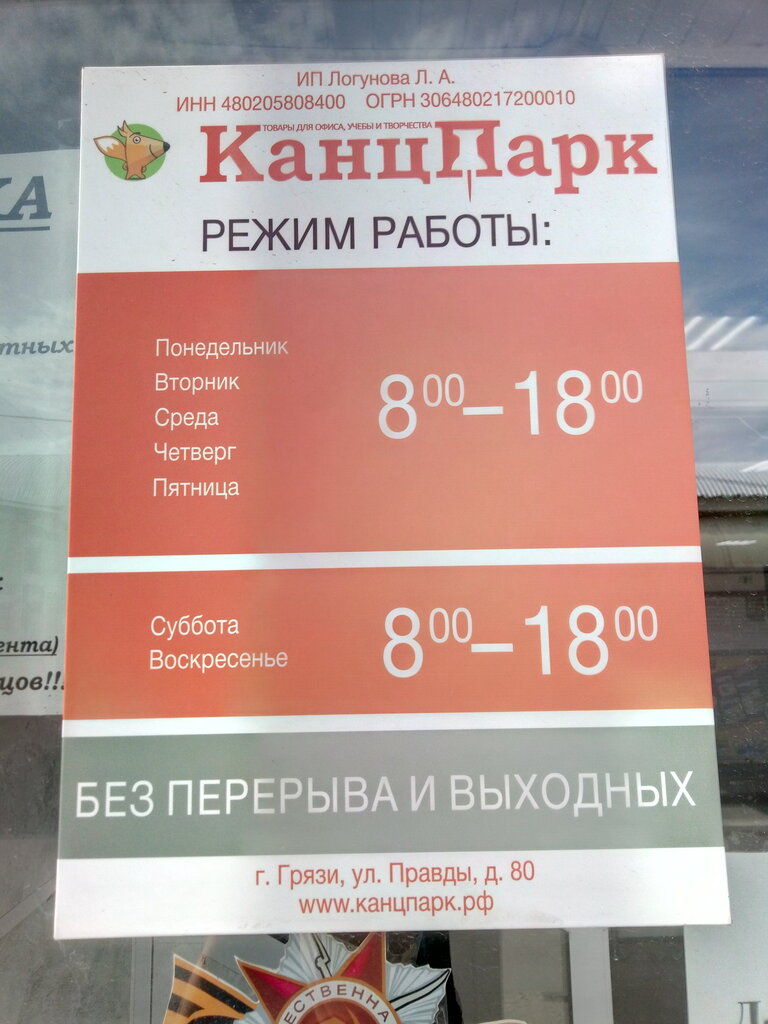 ИП Логунова Л. А.
ИНН 480205808400 ОГРН 306480217200010
ТОВАРЫ ДЛЯ ОФИСА, УЧЕБЫ И ТВОРЧЕСТВА
КанцПарк
РЕЖИМ РАБОТЫ:
Понедельник
Вторник
Среда
Четверг
Пятница
800–1800
Суббота
Воскресенье
800–1800
БЕЗ ПЕРЕРЫВА И ВЫХОДНЫХ
г. Грязи, ул. Правды, д. 80
www.канцпарк.рф